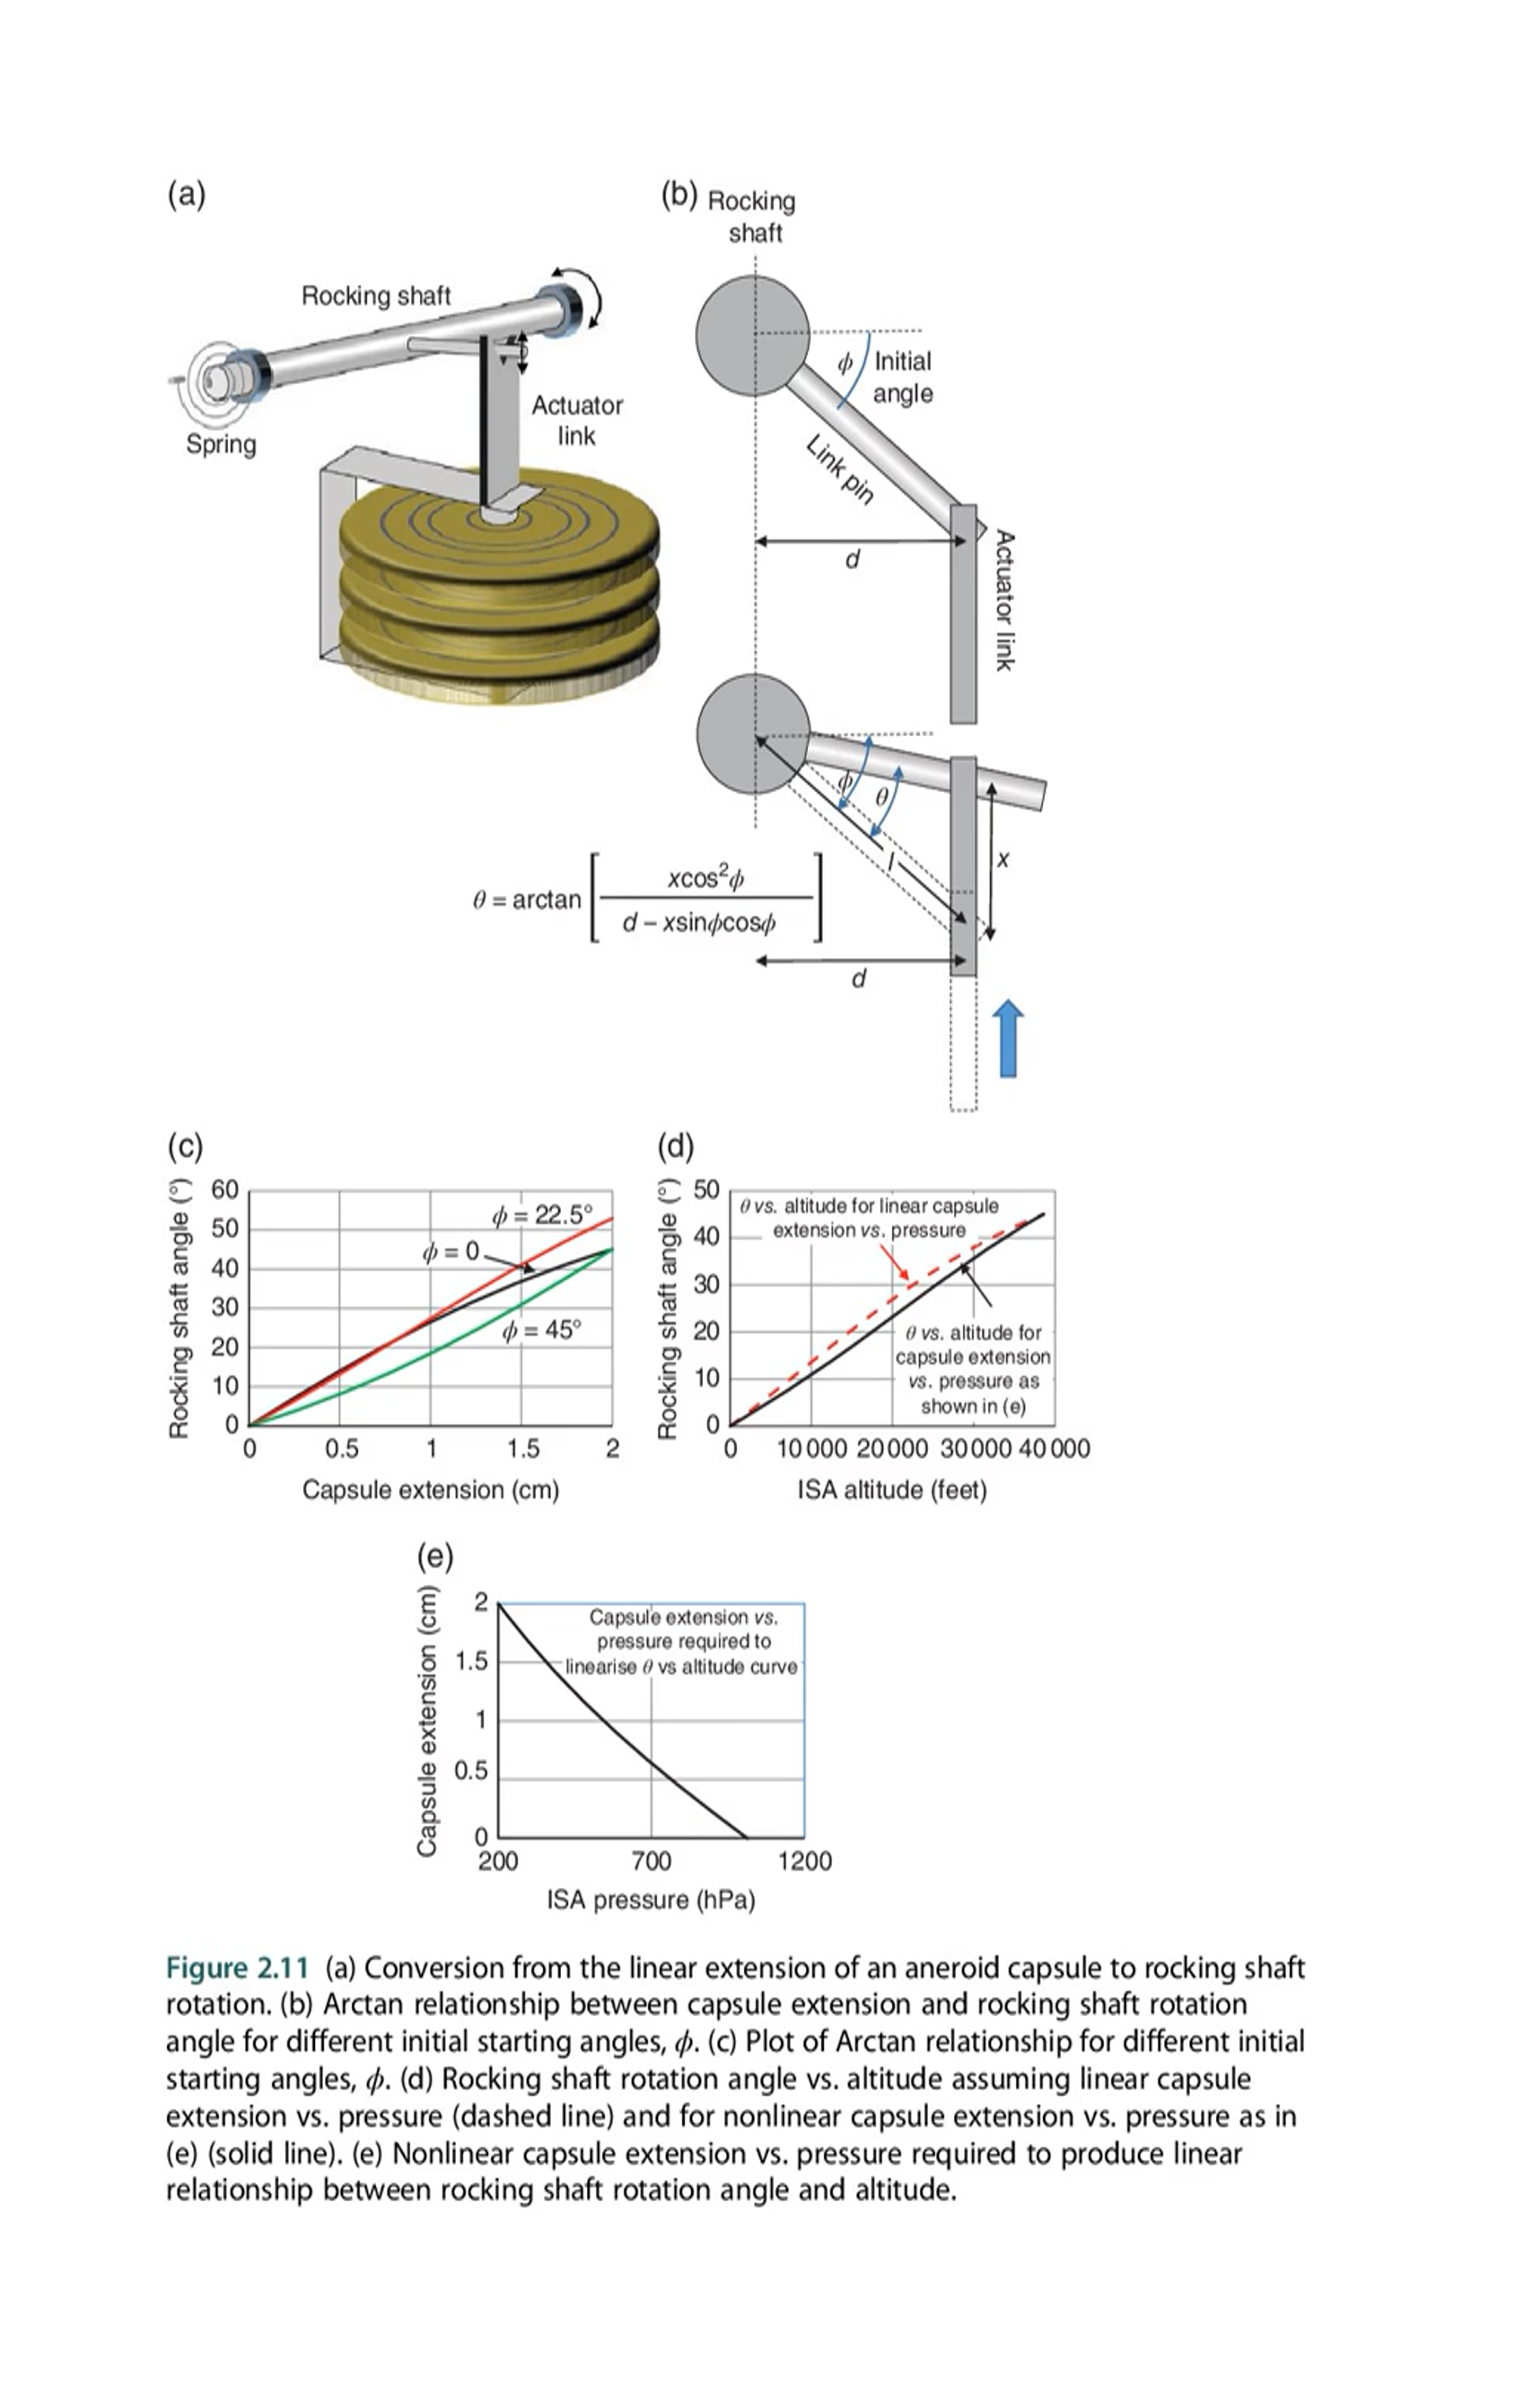 (a)
Rocking shaft
Spring
Actuator
link
(b) Rocking
shaft
ϕ Initial
angle
Link pin
d
Actuator link
ϕ
θ
l
x
θ = arctan [ xcos²ϕ / d – xsinϕcosϕ ]
d
(c)
Rocking shaft angle (°)
60
50
40
30
20
10
0
ϕ = 22.5°
ϕ = 0
ϕ = 45°
0 0.5 1 1.5 2
Capsule extension (cm)
(d)
Rocking shaft angle (°)
50
40
30
20
10
0
θ vs. altitude for linear capsule
extension vs. pressure
θ vs. altitude for
capsule extension
vs. pressure as
shown in (e)
0 10 000 20 000 30 000 40 000
ISA altitude (feet)
(e)
Capsule extension (cm)
2
1.5
1
0.5
0
Capsule extension vs.
pressure required to
linearise θ vs altitude curve
200 700 1200
ISA pressure (hPa)
Figure 2.11 (a) Conversion from the linear extension of an aneroid capsule to rocking shaft
rotation. (b) Arctan relationship between capsule extension and rocking shaft rotation
angle for different initial starting angles, ϕ. (c) Plot of Arctan relationship for different initial
starting angles, ϕ. (d) Rocking shaft rotation angle vs. altitude assuming linear capsule
extension vs. pressure (dashed line) and for nonlinear capsule extension vs. pressure as in
(e) (solid line). (e) Nonlinear capsule extension vs. pressure required to produce linear
relationship between rocking shaft rotation angle and altitude.